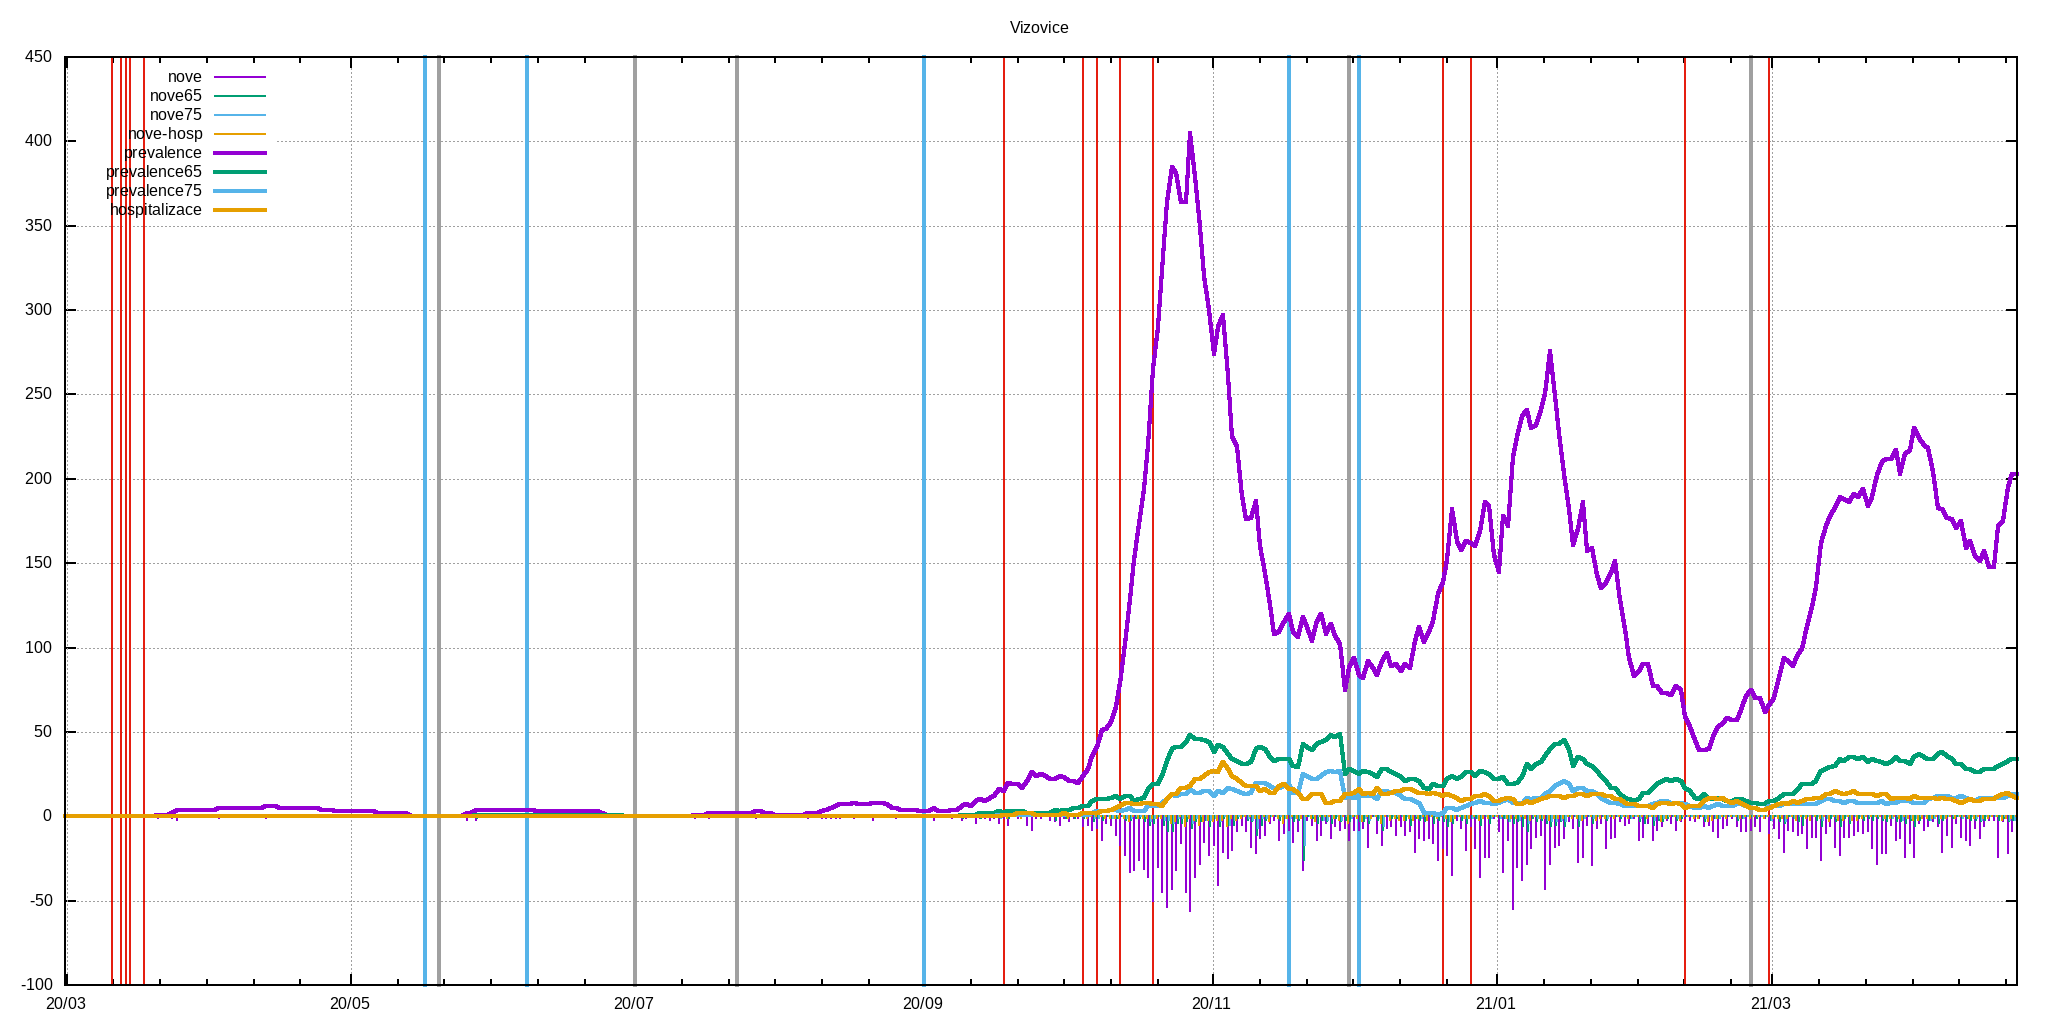 Vizovice
450
400
350
300
250
200
150
100
50
0
-50
-100
nove
nove65
nove75
nove-hosp
prevalence
prevalence65
prevalence75
hospitalizace
20/03 20/05 20/07 20/09 20/11 21/01 21/03